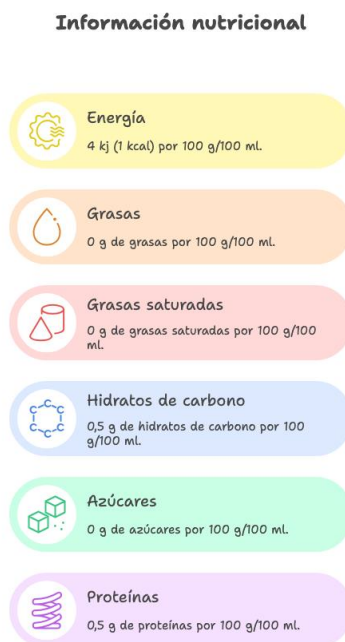 Información nutricional
Energía
4 kj (1 kcal) por 100 g/100 ml.
Grasas
0 g de grasas por 100 g/100 ml.
Grasas saturadas
0 g de grasas saturadas por 100 g/100
ml.
Hidratos de carbono
0,5 g de hidratos de carbono por 100
g/100 ml.
Azúcares
0 g de azúcares por 100 g/100 ml.
Proteínas
0,5 g de proteínas por 100 g/100 ml.